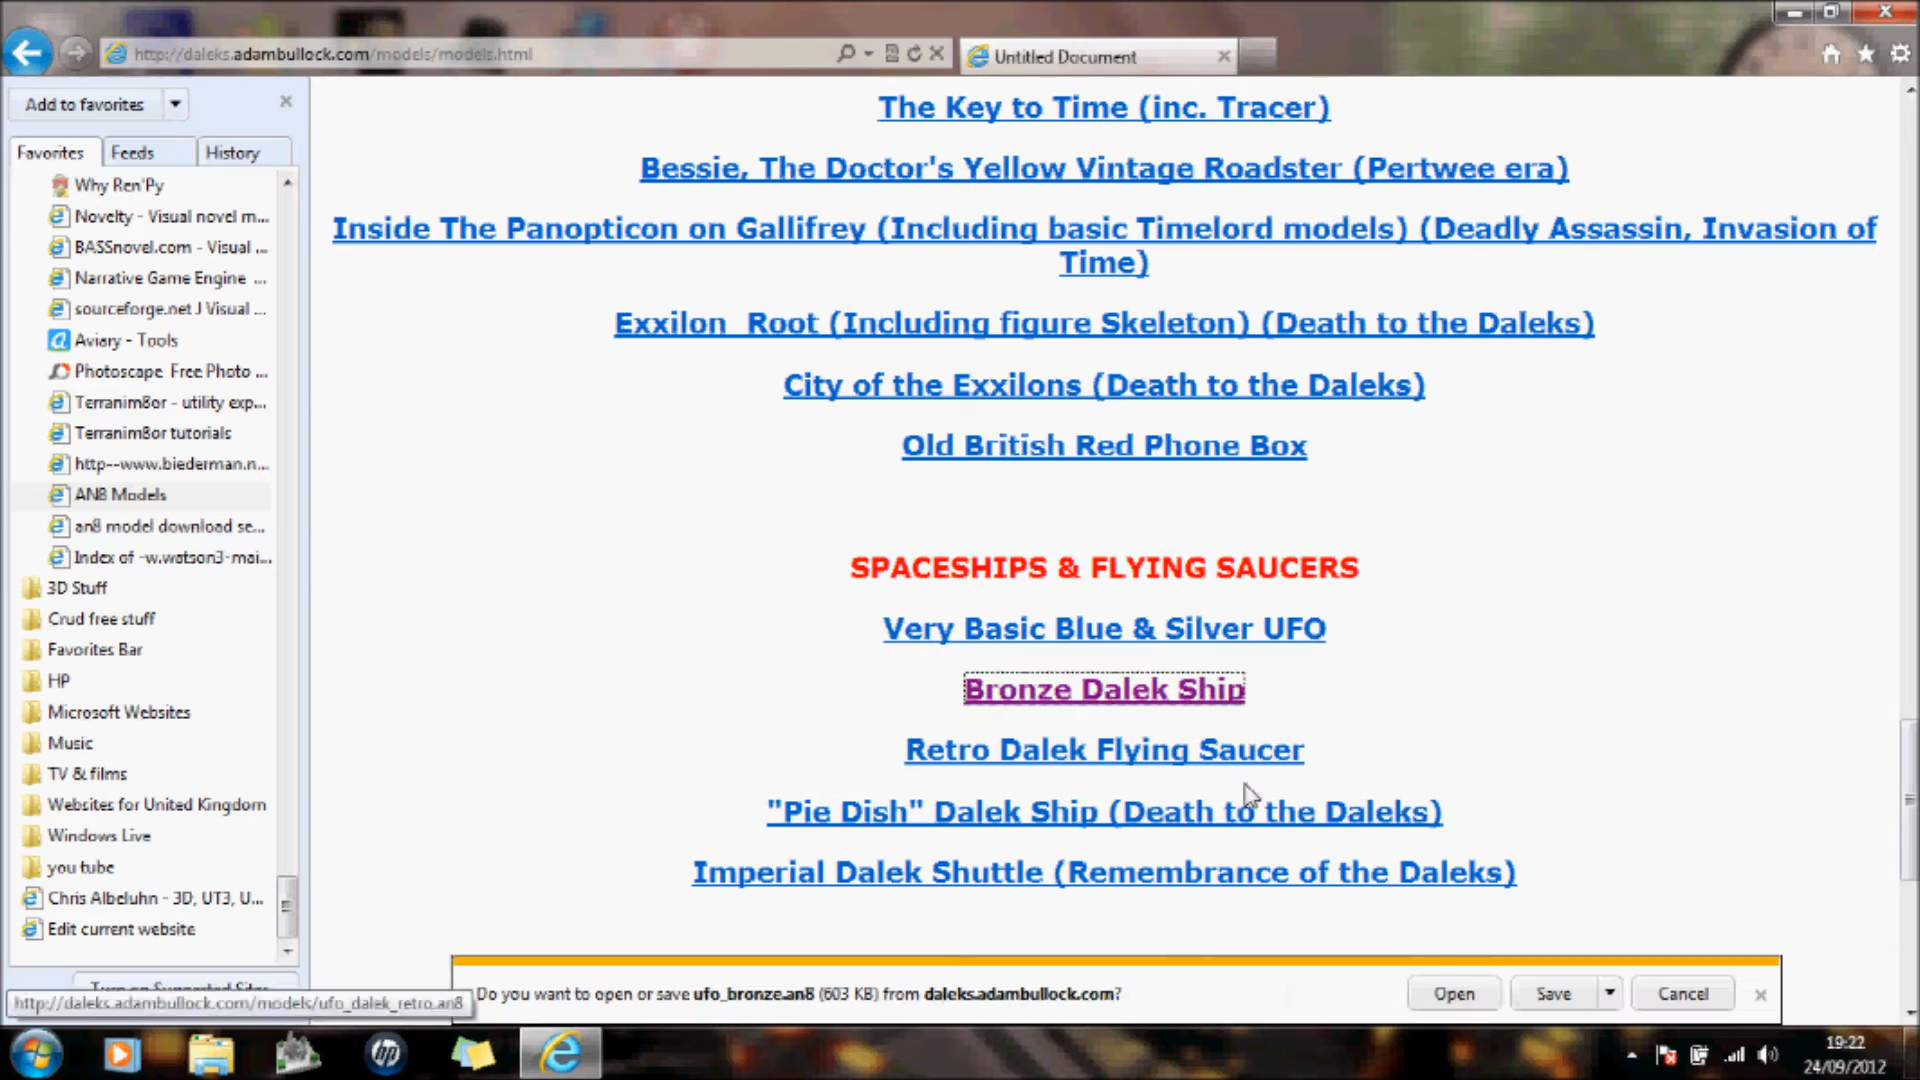 http://daleks.adambullock.com/models/models.html
Untitled Document
Add to favorites
Favorites
Feeds
History
Why Ren'Py
Novelty - Visual novel m...
BASSnovel.com - Visual ...
Narrative Game Engine ...
sourceforge.net J Visual ...
Aviary - Tools
Photoscape Free Photo ...
Terranim8or - utility exp...
Terranim8or tutorials
http--www.biederman.n...
AN8 Models
an8 model download se...
Index of -w.watson3-mai...
3D Stuff
Crud free stuff
Favorites Bar
HP
Microsoft Websites
Music
TV & films
Websites for United Kingdom
Windows Live
you tube
Chris Albeluhn - 3D, UT3, U...
Edit current website
http://daleks.adambullock.com/models/ufo_dalek_retro.an8
The Key to Time (inc. Tracer)
Bessie, The Doctor's Yellow Vintage Roadster (Pertwee era)
Inside The Panopticon on Gallifrey (Including basic Timelord models) (Deadly Assassin, Invasion of
Time)
Exxilon Root (Including figure Skeleton) (Death to the Daleks)
City of the Exxilons (Death to the Daleks)
Old British Red Phone Box
SPACESHIPS & FLYING SAUCERS
Very Basic Blue & Silver UFO
Bronze Dalek Ship
Retro Dalek Flying Saucer
"Pie Dish" Dalek Ship (Death to the Daleks)
Imperial Dalek Shuttle (Remembrance of the Daleks)
Do you want to open or save ufo_bronze.an8 (603 KB) from daleks.adambullock.com?
Open
Save
Cancel
19:22
24/09/2012